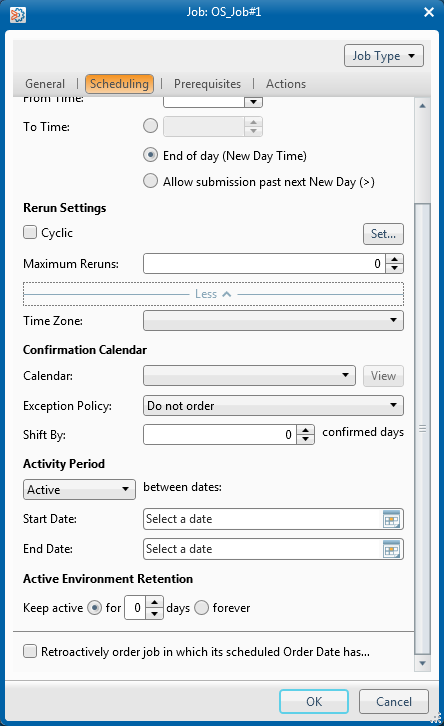 Job: OS_Job#1
Job Type
General | Scheduling | Prerequisites | Actions
From Time:
To Time:
End of day (New Day Time)
Allow submission past next New Day (>)
Rerun Settings
Cyclic Set...
Maximum Reruns: 0
Less
Time Zone:
Confirmation Calendar
Calendar: View
Exception Policy: Do not order
Shift By: 0 confirmed days
Activity Period
Active between dates:
Start Date: Select a date
End Date: Select a date
Active Environment Retention
Keep active for 0 days forever
Retroactively order job in which its scheduled Order Date has...
OK Cancel